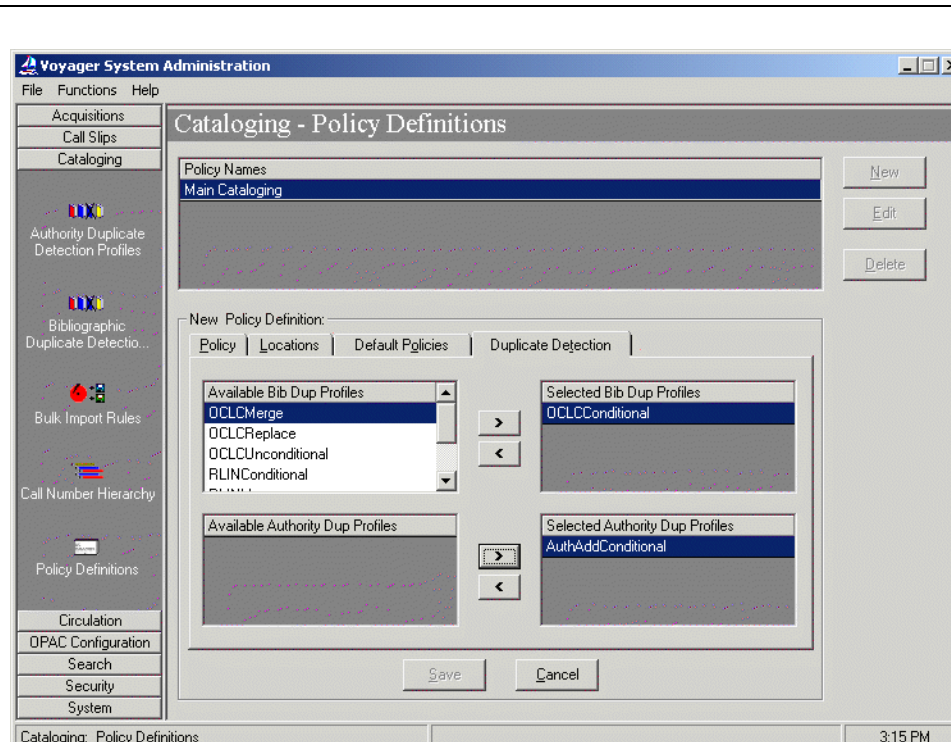 Voyager System Administration
File Functions Help
Acquisitions
Call Slips
Cataloging
Authority Duplicate
Detection Profiles
Bibliographic
Duplicate Detectio...
Bulk Import Rules
Call Number Hierarchy
Policy Definitions
Circulation
OPAC Configuration
Search
Security
System
Cataloging - Policy Definitions
Policy Names
Main Cataloging
New
Edit
Delete
New Policy Definition:
Policy Locations Default Policies Duplicate Detection
Available Bib Dup Profiles
OCLCMerge
OCLCReplace
OCLCUnconditional
RLINConditional
>
<
Selected Bib Dup Profiles
OCLCConditional
Available Authority Dup Profiles
>
<
Selected Authority Dup Profiles
AuthAddConditional
Save Cancel
Cataloging: Policy Definitions
3:15 PM